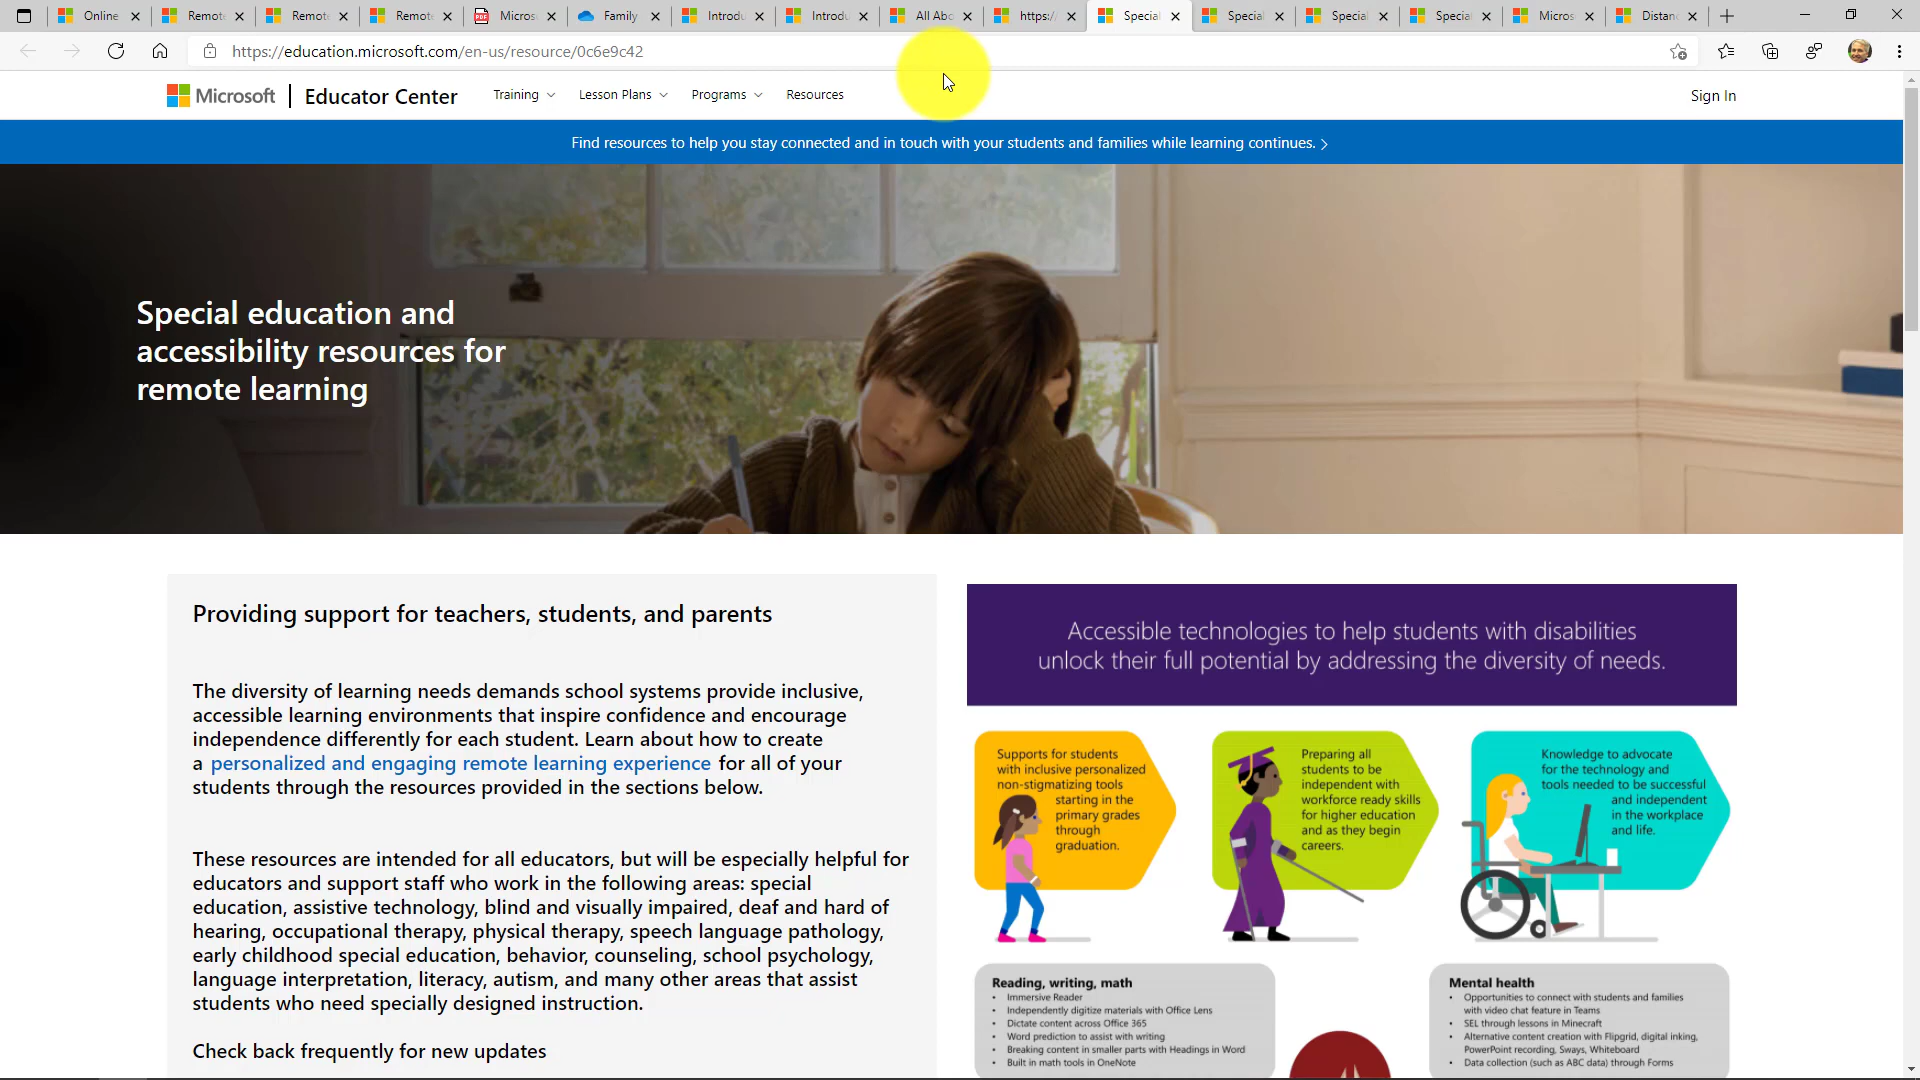 Online
Remote
Remote
Remote
Microso
Family
Introdu
Introdu
All Abo
https:/
Special
Special
Special
Special
Micros
Distan
https://education.microsoft.com/en-us/resource/0c6e9c42
Microsoft
Educator Center
Training
Lesson Plans
Programs
Resources
Sign In
Find resources to help you stay connected and in touch with your students and families while learning continues.
Special education and
accessibility resources for
remote learning
Providing support for teachers, students, and parents
The diversity of learning needs demands school systems provide inclusive,
accessible learning environments that inspire confidence and encourage
independence differently for each student. Learn about how to create
a personalized and engaging remote learning experience for all of your
students through the resources provided in the sections below.
These resources are intended for all educators, but will be especially helpful for
educators and support staff who work in the following areas: special
education, assistive technology, blind and visually impaired, deaf and hard of
hearing, occupational therapy, physical therapy, speech language pathology,
early childhood special education, behavior, counseling, school psychology,
language interpretation, literacy, autism, and many other areas that assist
students who need specially designed instruction.
Check back frequently for new updates
Accessible technologies to help students with disabilities
unlock their full potential by addressing the diversity of needs.
Supports for students
with inclusive personalized
non-stigmatizing tools
starting in the
primary grades
through
graduation.
Preparing all
students to be
independent with
workforce ready skills
for higher education
and as they begin
careers.
Knowledge to advocate
for the technology and
tools needed to be successful
and independent
in the workplace
and life.
Reading, writing, math
• Immersive Reader
• Independently digitize materials with Office Lens
• Dictate content across Office 365
• Word prediction to assist with writing
• Breaking content in smaller parts with Headings in Word
• Built in math tools in OneNote
Mental health
• Opportunities to connect with students and families
with video chat feature in Teams
• SEL through lessons in Minecraft
• Alternative content creation with Flipgrid, digital inking,
PowerPoint recording, Sways, Whiteboard
• Data collection (such as ABC data) through Forms